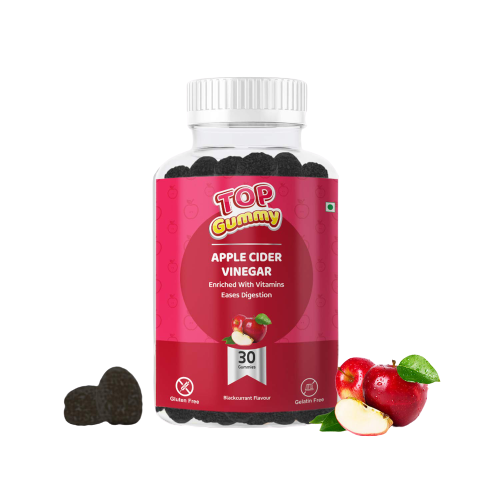 TOP
Gummy
APPLE CIDER
VINEGAR
Enriched With Vitamins
Eases Digestion
30
Gummies
Gluten Free
Blackcurrant Flavour
Gelatin Free